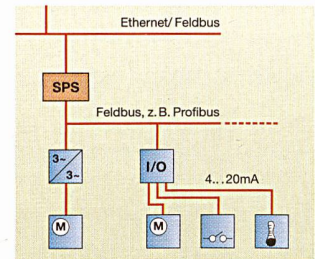 Ethernet/ Feldbus
SPS
Feldbus, z. B. Profibus
3~
3~
I/O
4...20mA
M
M